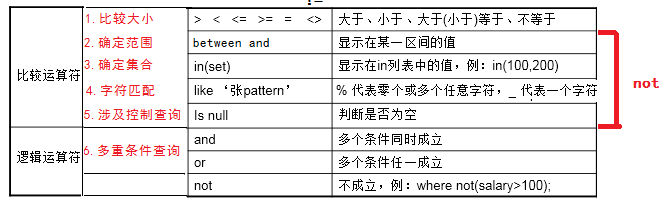 !=
比较运算符
1. 比较大小 > < <= >= = <> 大于、小于、大于(小于)等于、不等于
2. 确定范围 between and 显示在某一区间的值
3. 确定集合 in(set) 显示在in列表中的值，例：in(100,200)
4. 字符匹配 like ‘张pattern’ % 代表零个或多个任意字符，_ 代表一个字符
5. 涉及控制查询 Is null 判断是否为空
not
逻辑运算符
6. 多重条件查询 and 多个条件同时成立
or 多个条件任一成立
not 不成立，例：where not(salary>100);